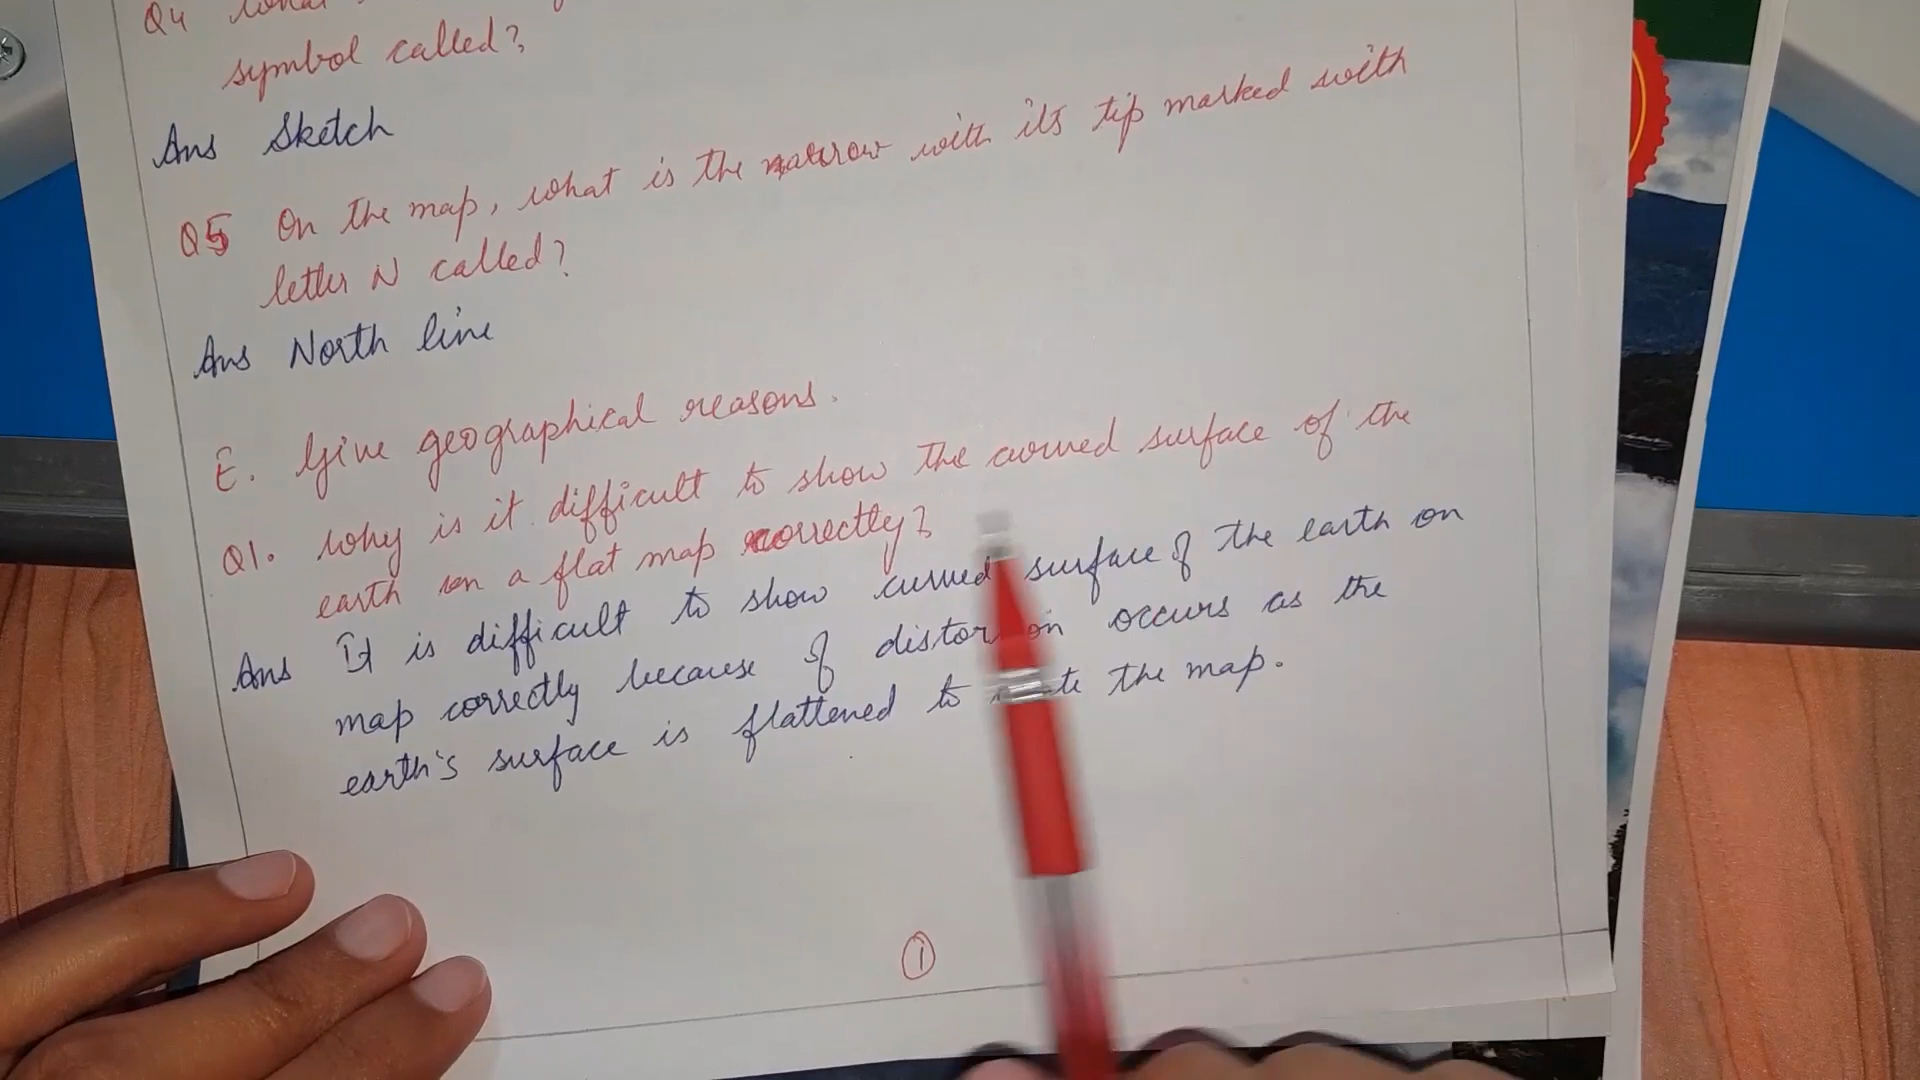 Q4 what
symbol called?
Ans Sketch
Q5 On the map, what is the narrow with its tip marked with
letter N called?
Ans North line
E. Give geographical reasons.
Q1. Why is it difficult to show the curved surface of the
earth on a flat map correctly?
Ans It is difficult to show curved surface of the earth on
map correctly because of distortion occurs as the
earth's surface is flattened to the map.
1